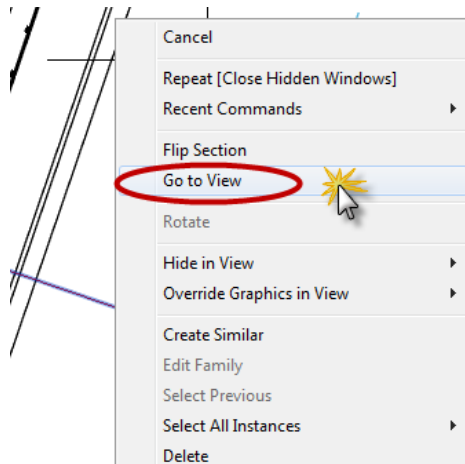 Cancel
Repeat [Close Hidden Windows]
Recent Commands
Flip Section
Go to View
Rotate
Hide in View
Override Graphics in View
Create Similar
Edit Family
Select Previous
Select All Instances
Delete